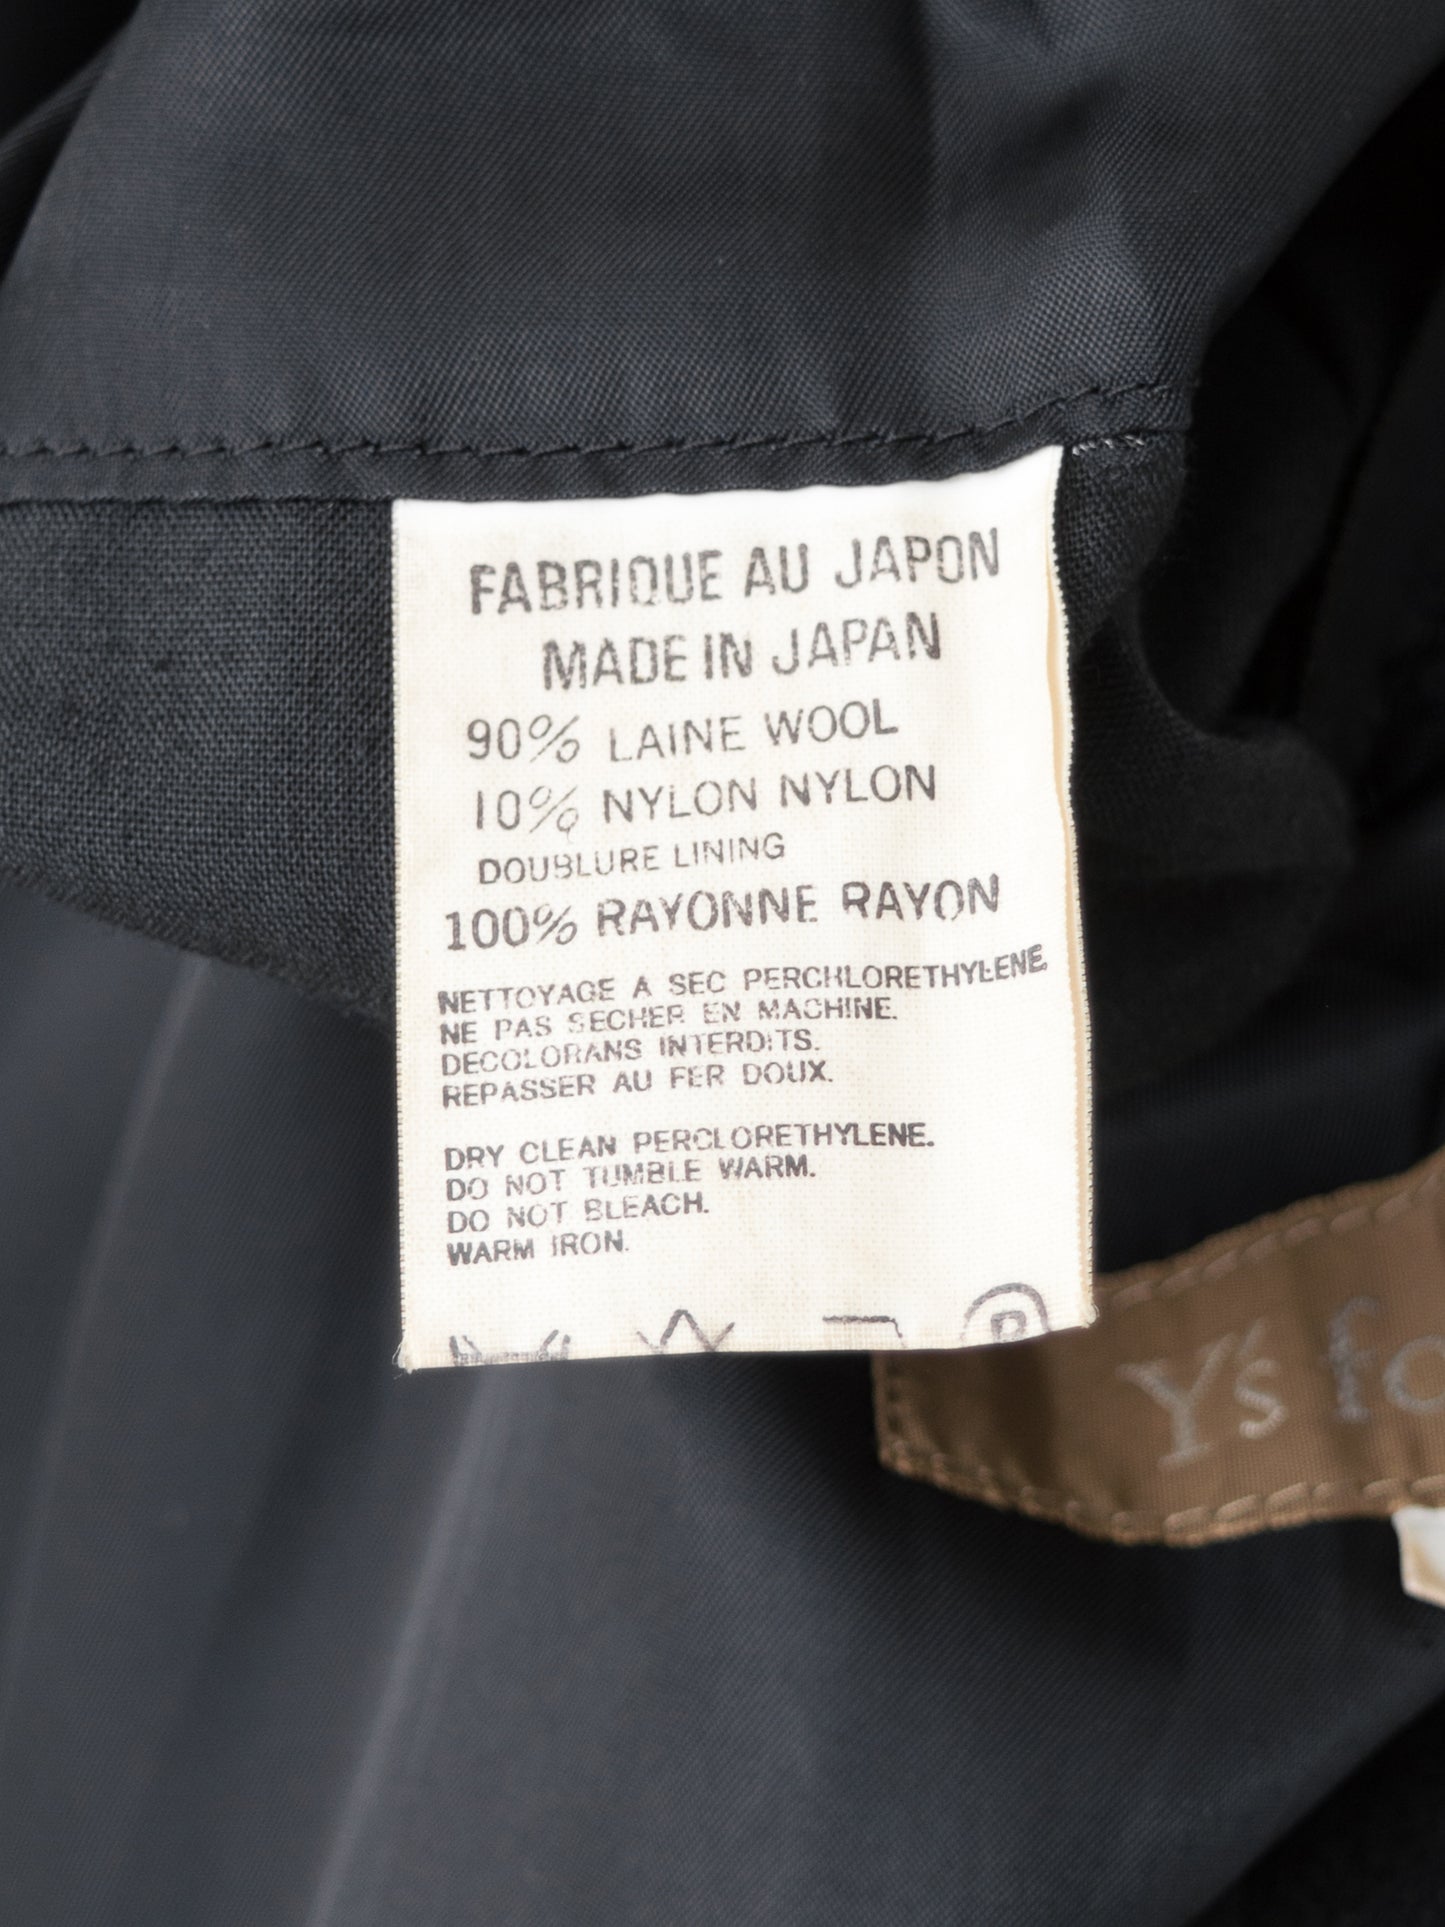 FABRIQUE AU JAPON
MADE IN JAPAN
90% LAINE WOOL
10% NYLON NYLON
DOUBLURE LINING
100% RAYONNE RAYON
NETTOYAGE A SEC PERCHLORETHYLENE.
NE PAS SECHER EN MACHINE.
DECOLORANS INTERDITS.
REPASSER AU FER DOUX.
DRY CLEAN PERCLORETHYLENE.
DO NOT TUMBLE WARM.
DO NOT BLEACH.
WARM IRON.
P
Y's fo